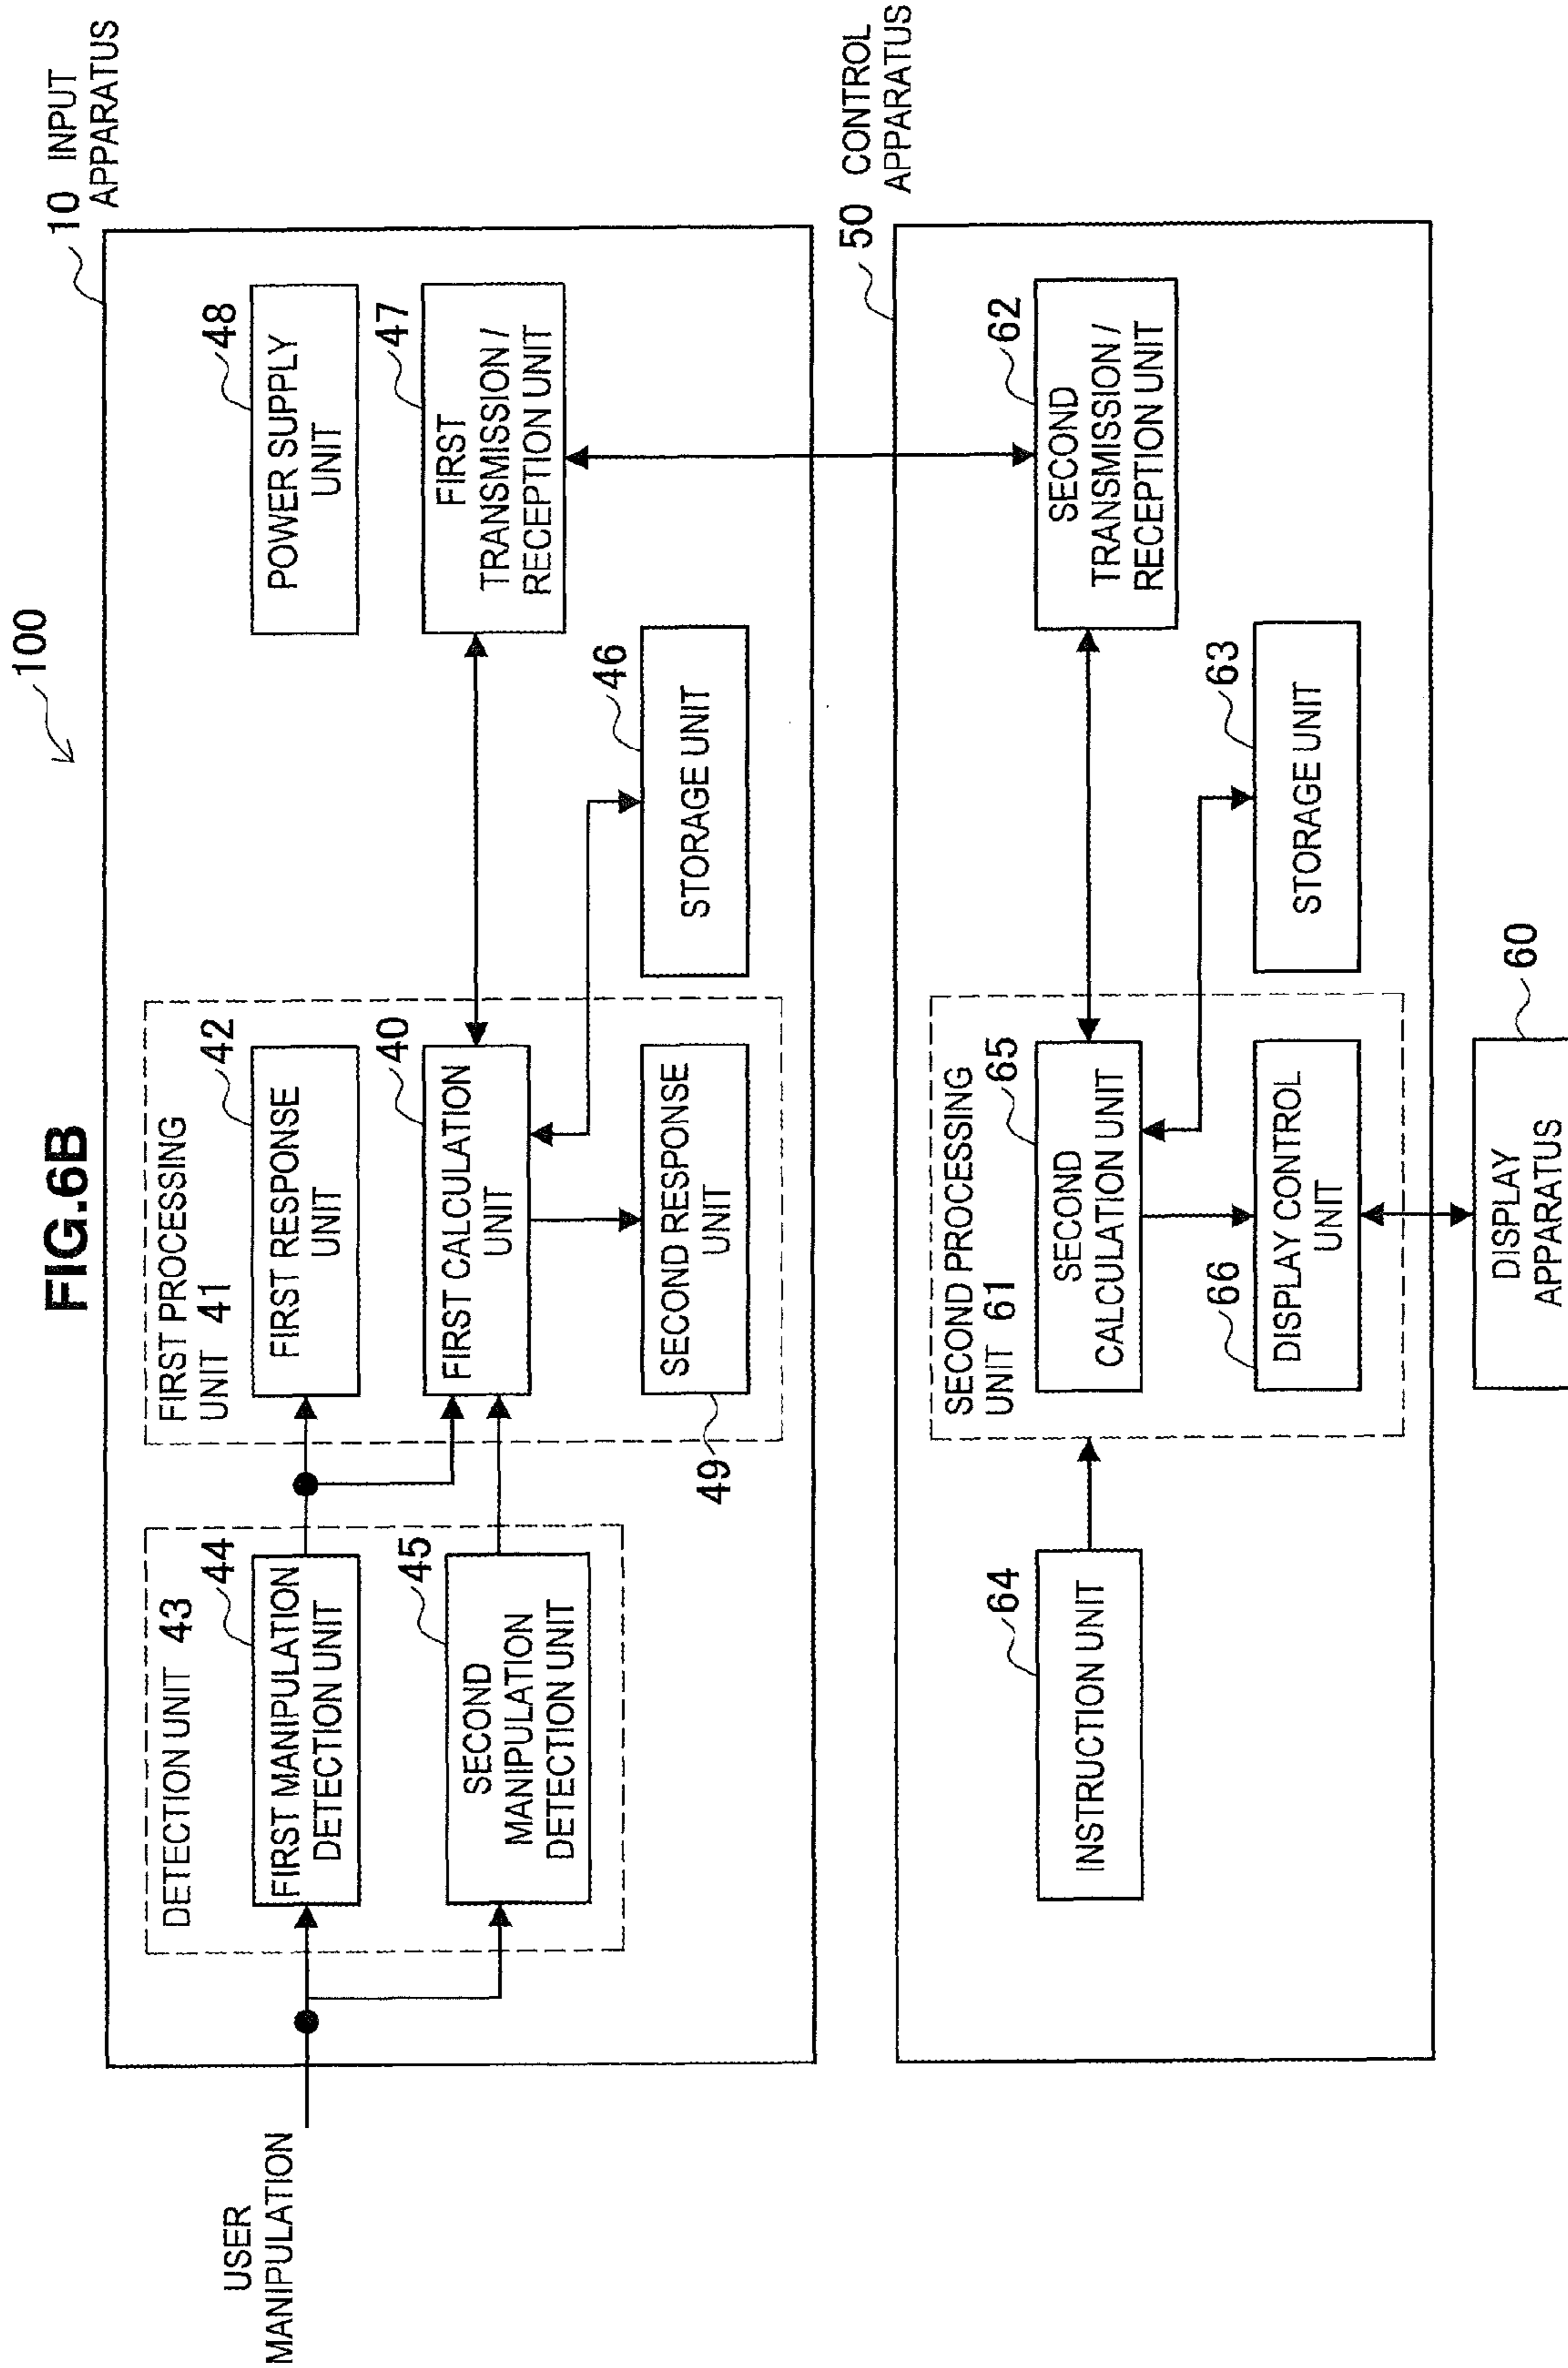 FIG.6B
100
10 INPUT
APPARATUS
USER
MANIPULATION
DETECTION UNIT 43
44
FIRST MANIPULATION
DETECTION UNIT
45
SECOND
MANIPULATION
DETECTION UNIT
FIRST PROCESSING
UNIT 41
42
FIRST RESPONSE
UNIT
40
FIRST CALCULATION
UNIT
49
SECOND RESPONSE
UNIT
48
POWER SUPPLY
UNIT
47
FIRST
TRANSMISSION /
RECEPTION UNIT
46
STORAGE UNIT
50 CONTROL
APPARATUS
64
INSTRUCTION UNIT
SECOND PROCESSING
UNIT 61
65
SECOND
CALCULATION UNIT
66
DISPLAY CONTROL
UNIT
62
SECOND
TRANSMISSION /
RECEPTION UNIT
63
STORAGE UNIT
60
DISPLAY
APPARATUS